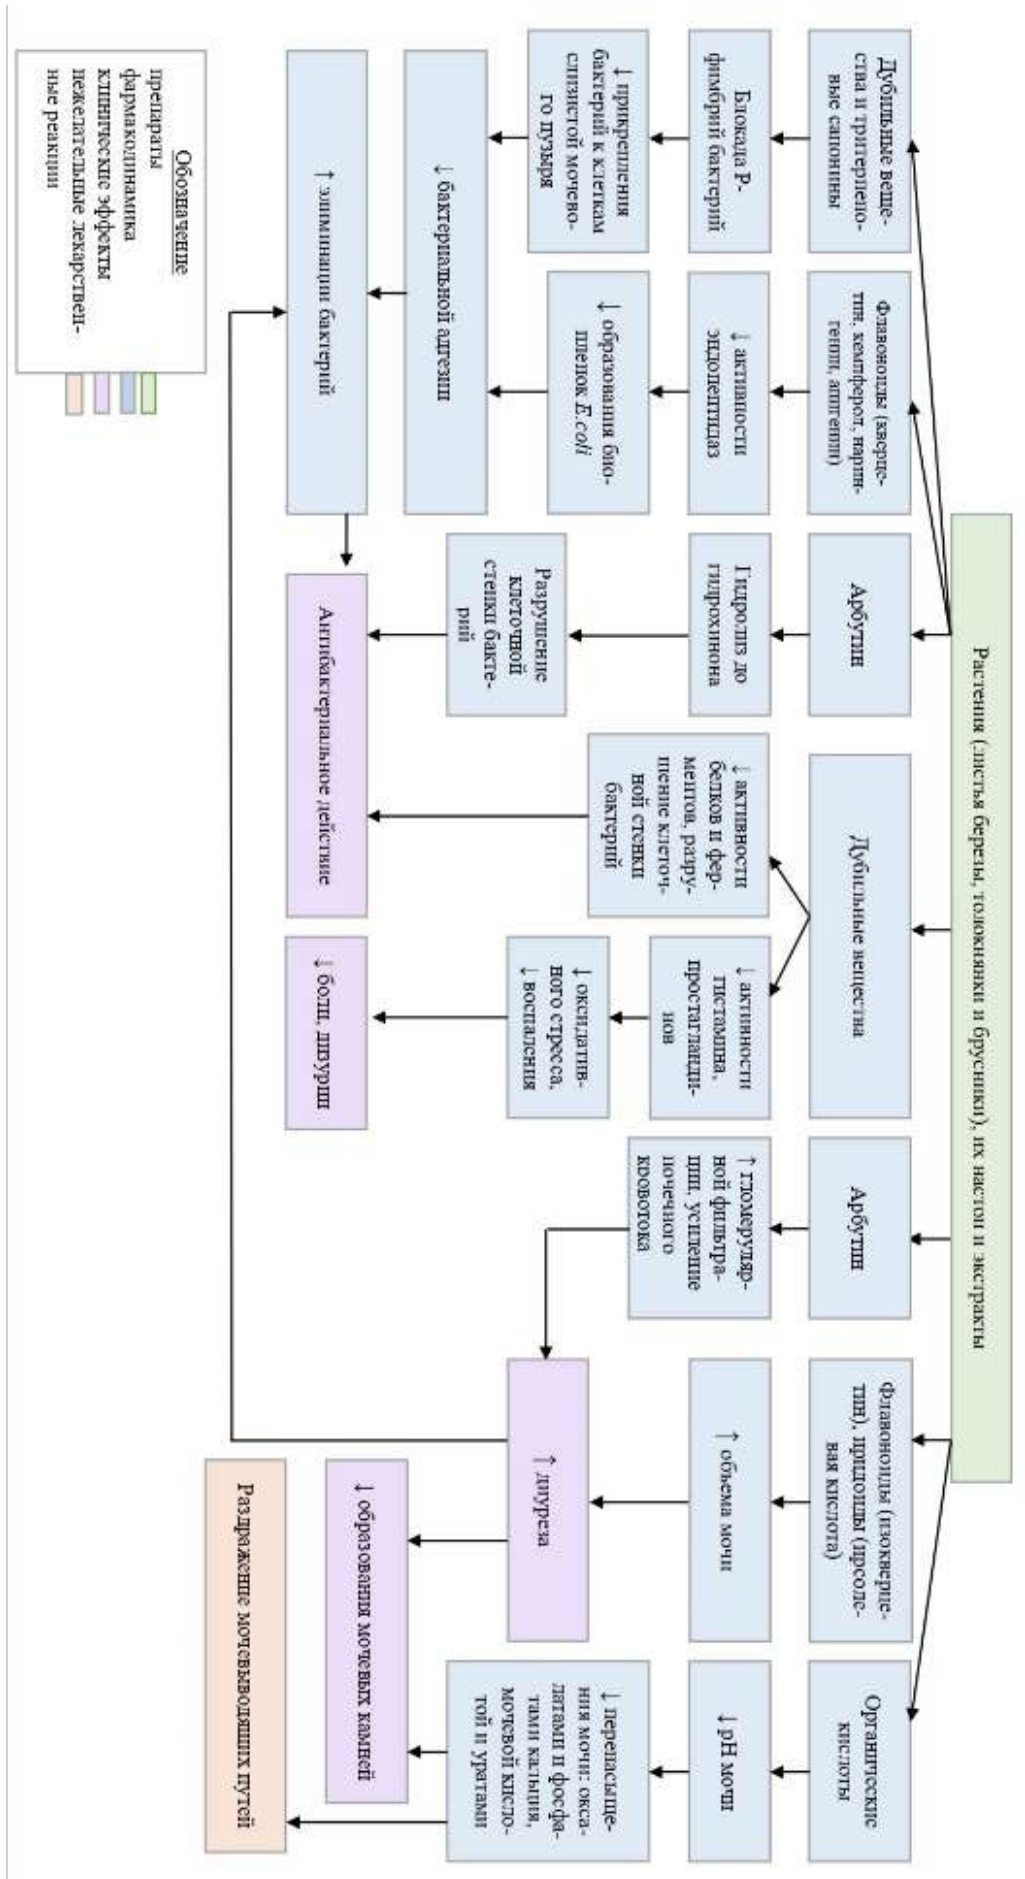 Растения (листья березы, толокнянки и брусники), их настои и экстракты
Дубильные веще-
ства и тритерпено-
вые сапонины
Флавоноиды (кверце-
тин, кемпферол, нарин-
генин, апигенин)
Арбутин
Дубильные вещества
Арбутин
Флавоноиды (изокверце-
тин), иридоиды (ирсоле-
вая кислота)
Органические
кислоты
Блокада P-
фимбрий бактерий
↓ активности
эндопептидаз
Гидролиз до
гидрохинона
↓ активности
белков и фер-
ментов, разру-
шение клеточ-
ной стенки
бактерий
↓ активности
гистамина,
простагланди-
нов
↑ гломеруляр-
ной фильтра-
ции, усиление
почечного
кровотока
↑ объема мочи
↓ pH мочи
↓ прикрепления
бактерий к клеткам
слизистой мочево-
го пузыря
↓ образования био-
пленок E.coli
Разрушение
клеточной
стенки бакте-
рий
↓ оксидатив-
ного стресса,
↓ воспаления
↑ диуреза
↓ перенасыще-
ния мочи: окса-
латами и фосфа-
тами кальция,
мочевой кисло-
той и уратами
↓ бактериальной адгезии
↓ образования мочевых камней
↑ элиминации бактерий
Антибактериальное действие
↓ боли, дизурии
Раздражение мочевыводящих путей
Обозначение
препараты
фармакодинамика
клинические эффекты
нежелательные лекарствен-
ные реакции